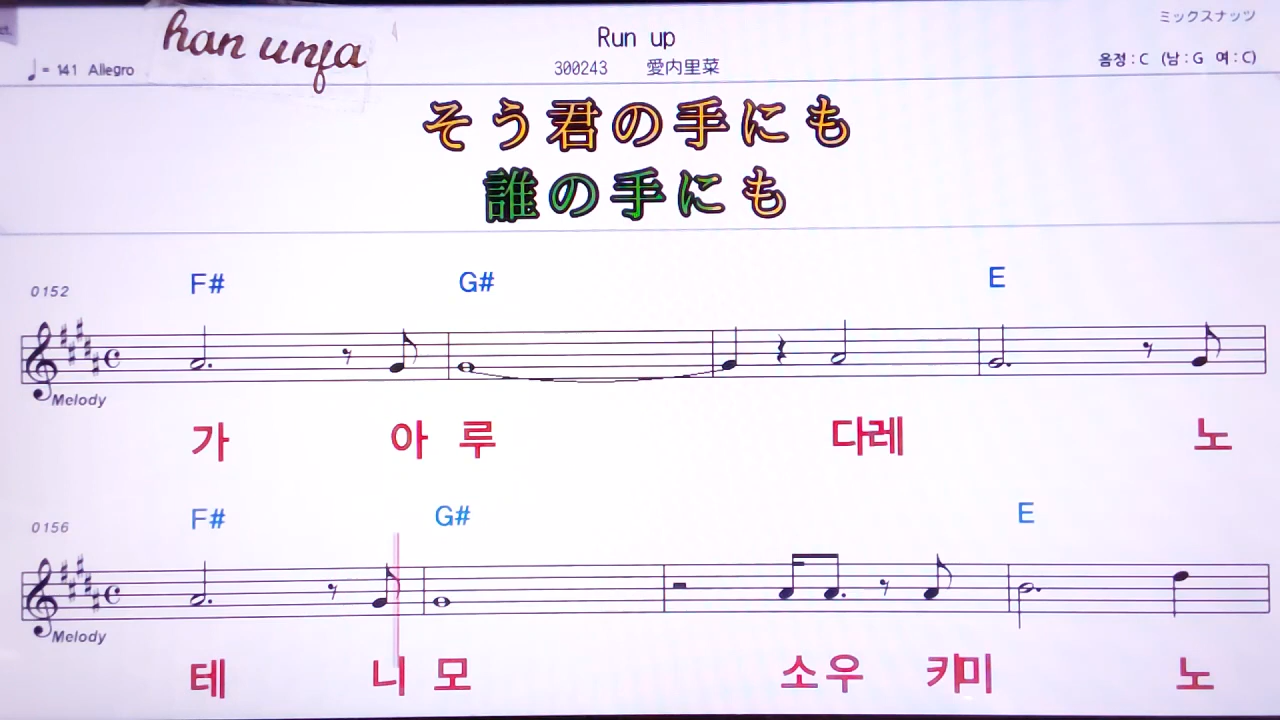 ミックスナッツ
han unfa
Run up
♩= 141 Allegro
300243 愛内里菜
음정 : C (남 : G 여 : C)
そう君の手にも
誰の手にも
0152 F# G# E
Melody
가 아 루 다레 노
0156 F# G# E
Melody
테 니 모 소우 키미 노